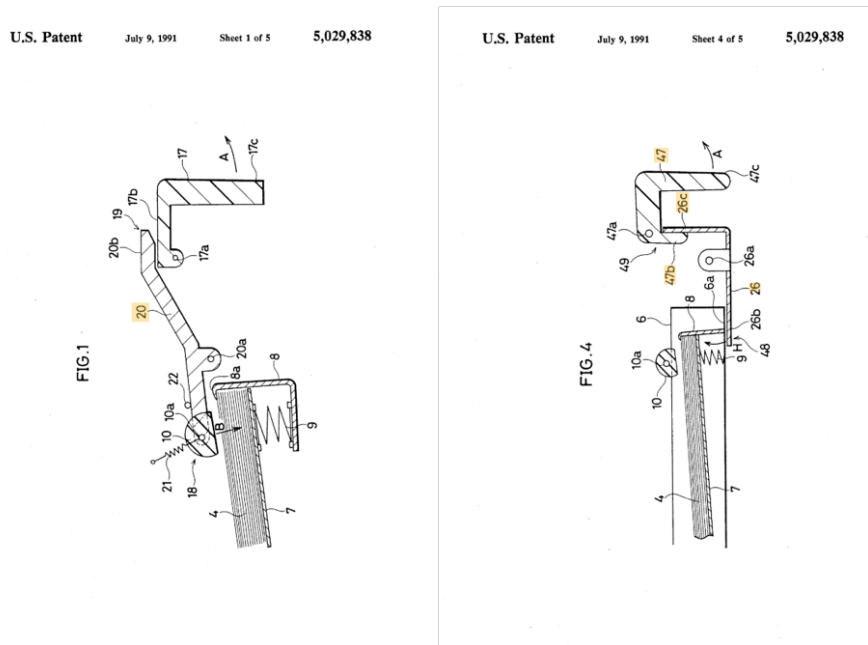 U.S. Patent July 9, 1991 Sheet 1 of 5 5,029,838
17
A
17c
17b
19
20b
17a
20
20a
8
8a
22
10a
10
B
9
21
18
4
7
FIG.1
U.S. Patent July 9, 1991 Sheet 4 of 5 5,029,838
47
A
47c
26c
47a
49
47b
26a
26
6a
8
6
26b
H
48
9
10a
10
4
7
FIG.4